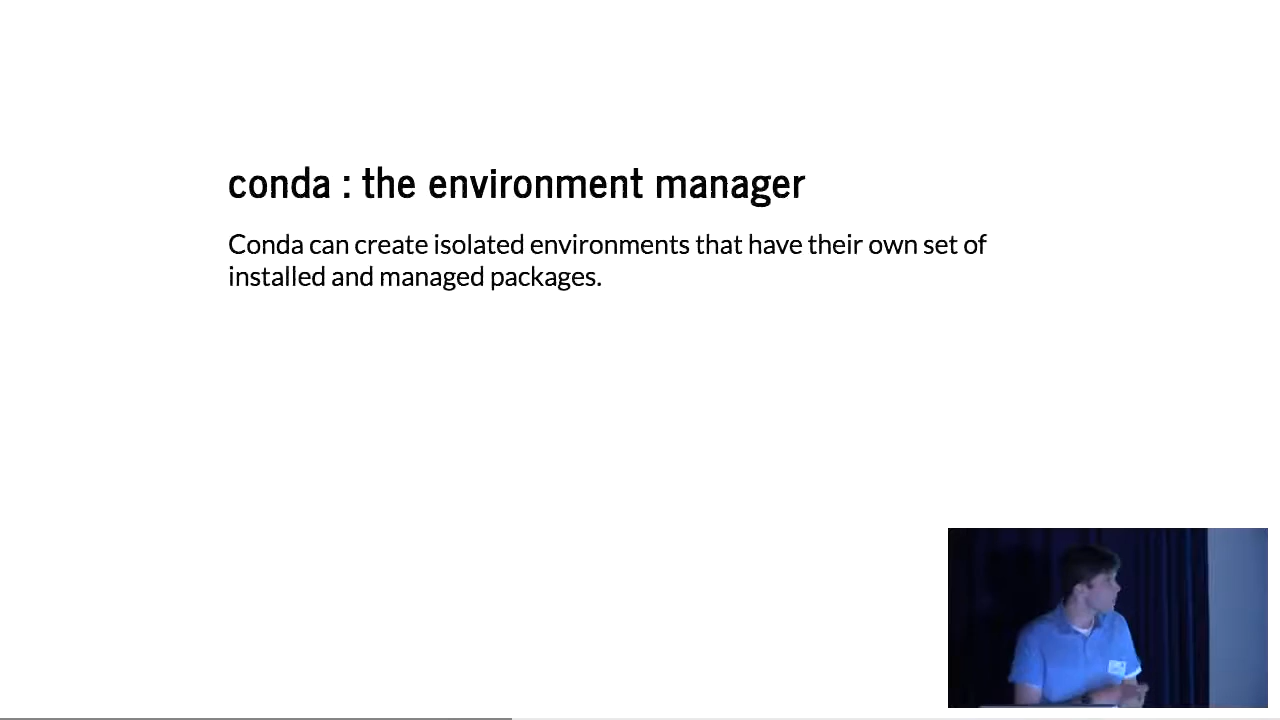 conda : the environment manager
Conda can create isolated environments that have their own set of
installed and managed packages.